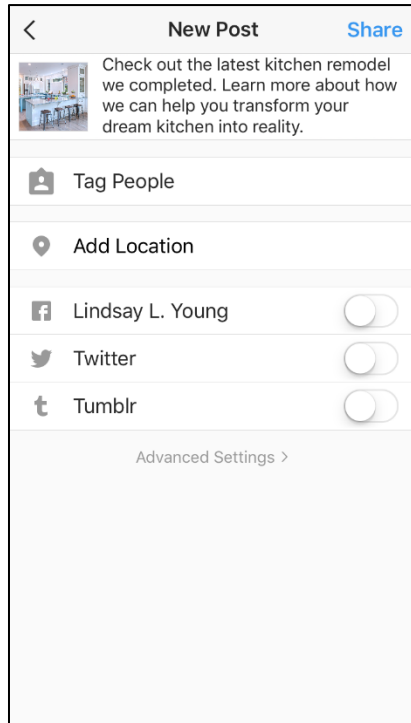 New Post
Share
Check out the latest kitchen remodel
we completed. Learn more about how
we can help you transform your
dream kitchen into reality.
Tag People
Add Location
Lindsay L. Young
Twitter
Tumblr
Advanced Settings >